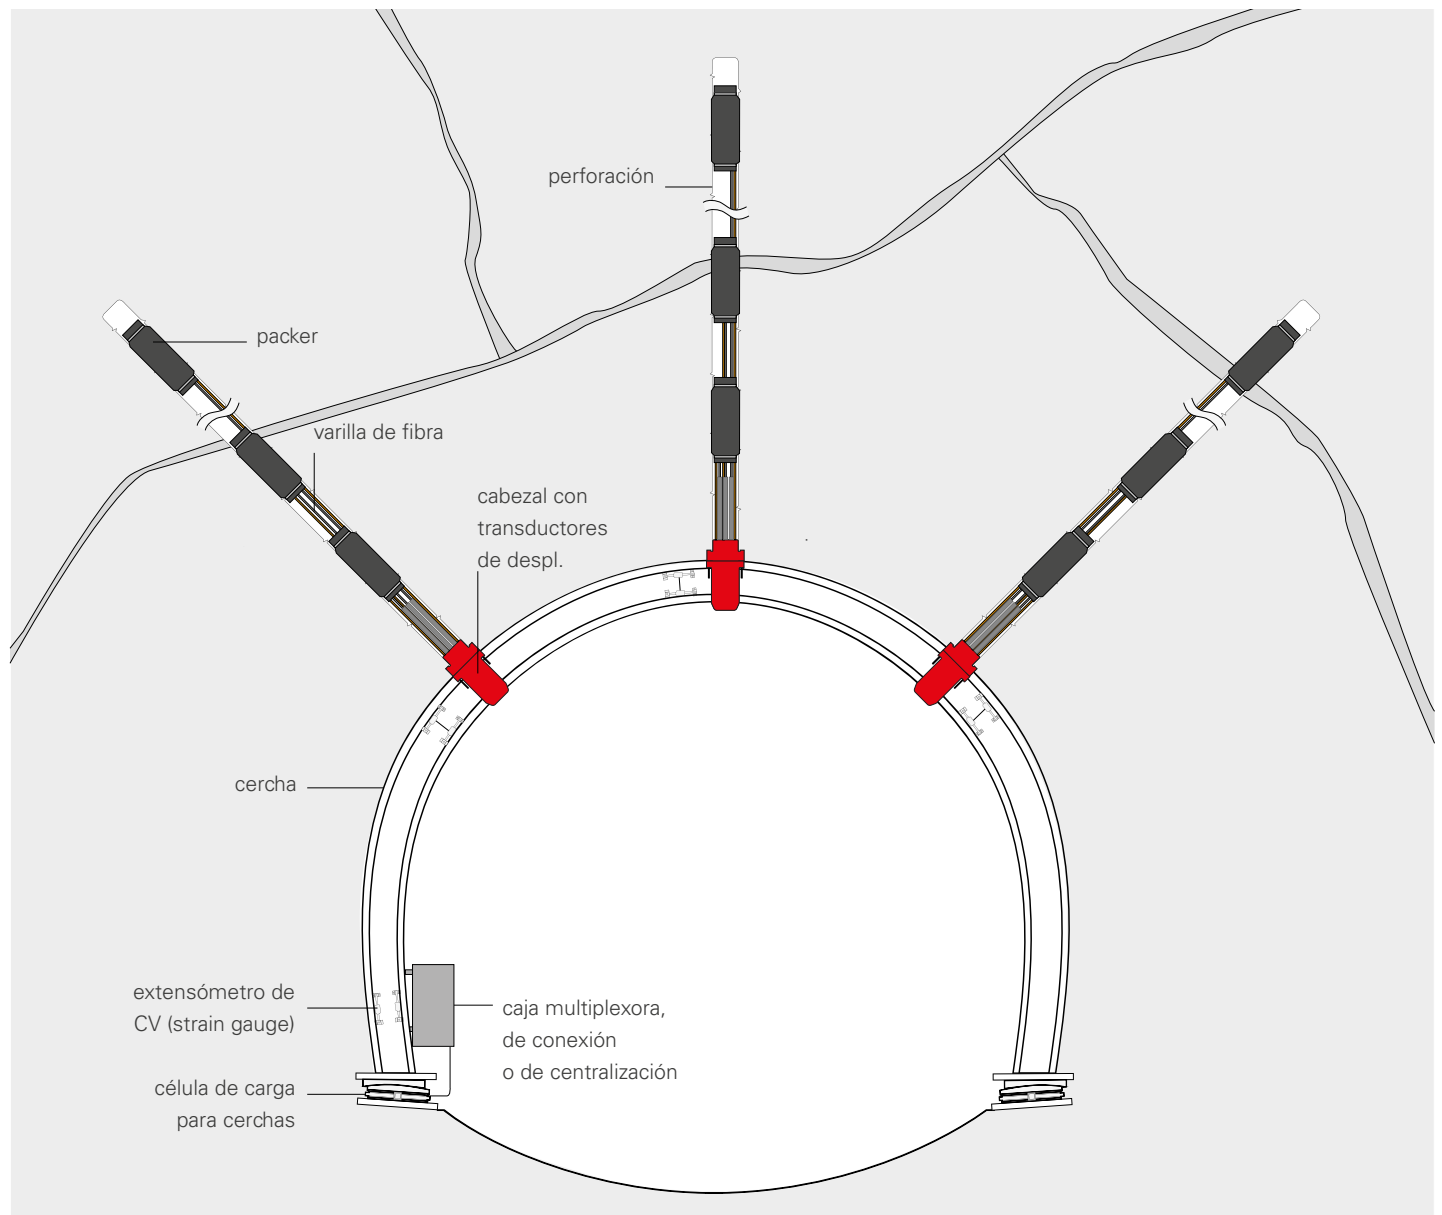 perforación
packer
varilla de fibra
cabezal con
transductores
de despl.
cercha
extensómetro de
CV (strain gauge)
caja multiplexora,
de conexión
o de centralización
célula de carga
para cerchas